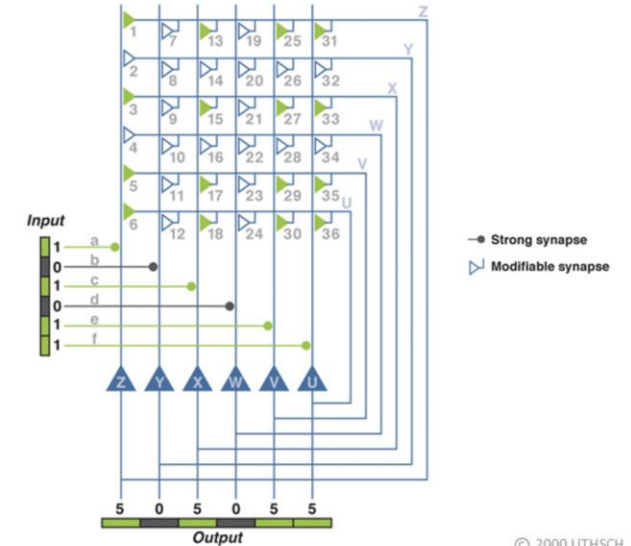 Z
1 7 13 19 25 31
Y
2 8 14 20 26 32
X
3 9 15 21 27 33
W
4 10 16 22 28 34
V
5 11 17 23 29 35
U
6 12 18 24 30 36
Input
1 a
0 b
1 c
0 d
1 e
1 f
Strong synapse
Modifiable synapse
Z Y X W V U
5 0 5 0 5 5
Output
© 2000 UTHSCH